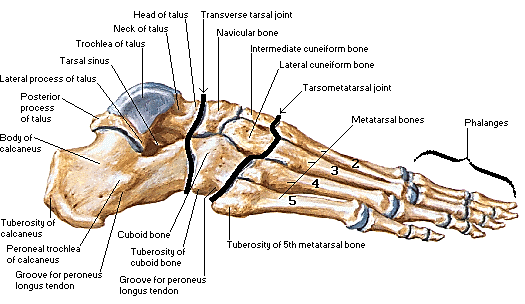 Head of talus
Transverse tarsal joint
Neck of talus
Navicular bone
Trochlea of talus
Intermediate cuneiform bone
Tarsal sinus
Lateral cuneiform bone
Lateral process of talus
Tarsometatarsal joint
Posterior
process
of talus
Metatarsal bones
Phalanges
Body of
calcaneus
2
3
4
5
Tuberosity of
calcaneus
Cuboid bone
Peroneal trochlea
of calcaneus
Tuberosity of
cuboid bone
Tuberosity of 5th metatarsal bone
Groove for peroneus
longus tendon
Groove for peroneus
longus tendon